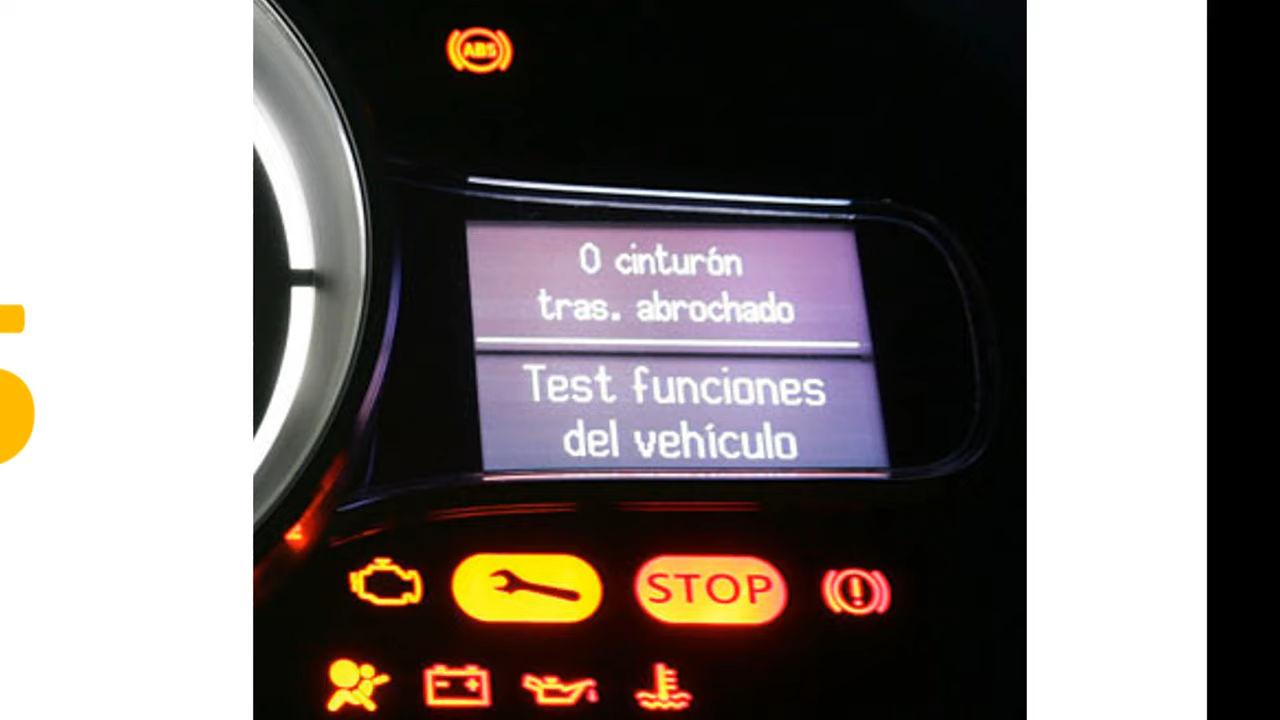 ABS
0 cinturón
tras. abrochado
Test funciones
del vehículo
STOP